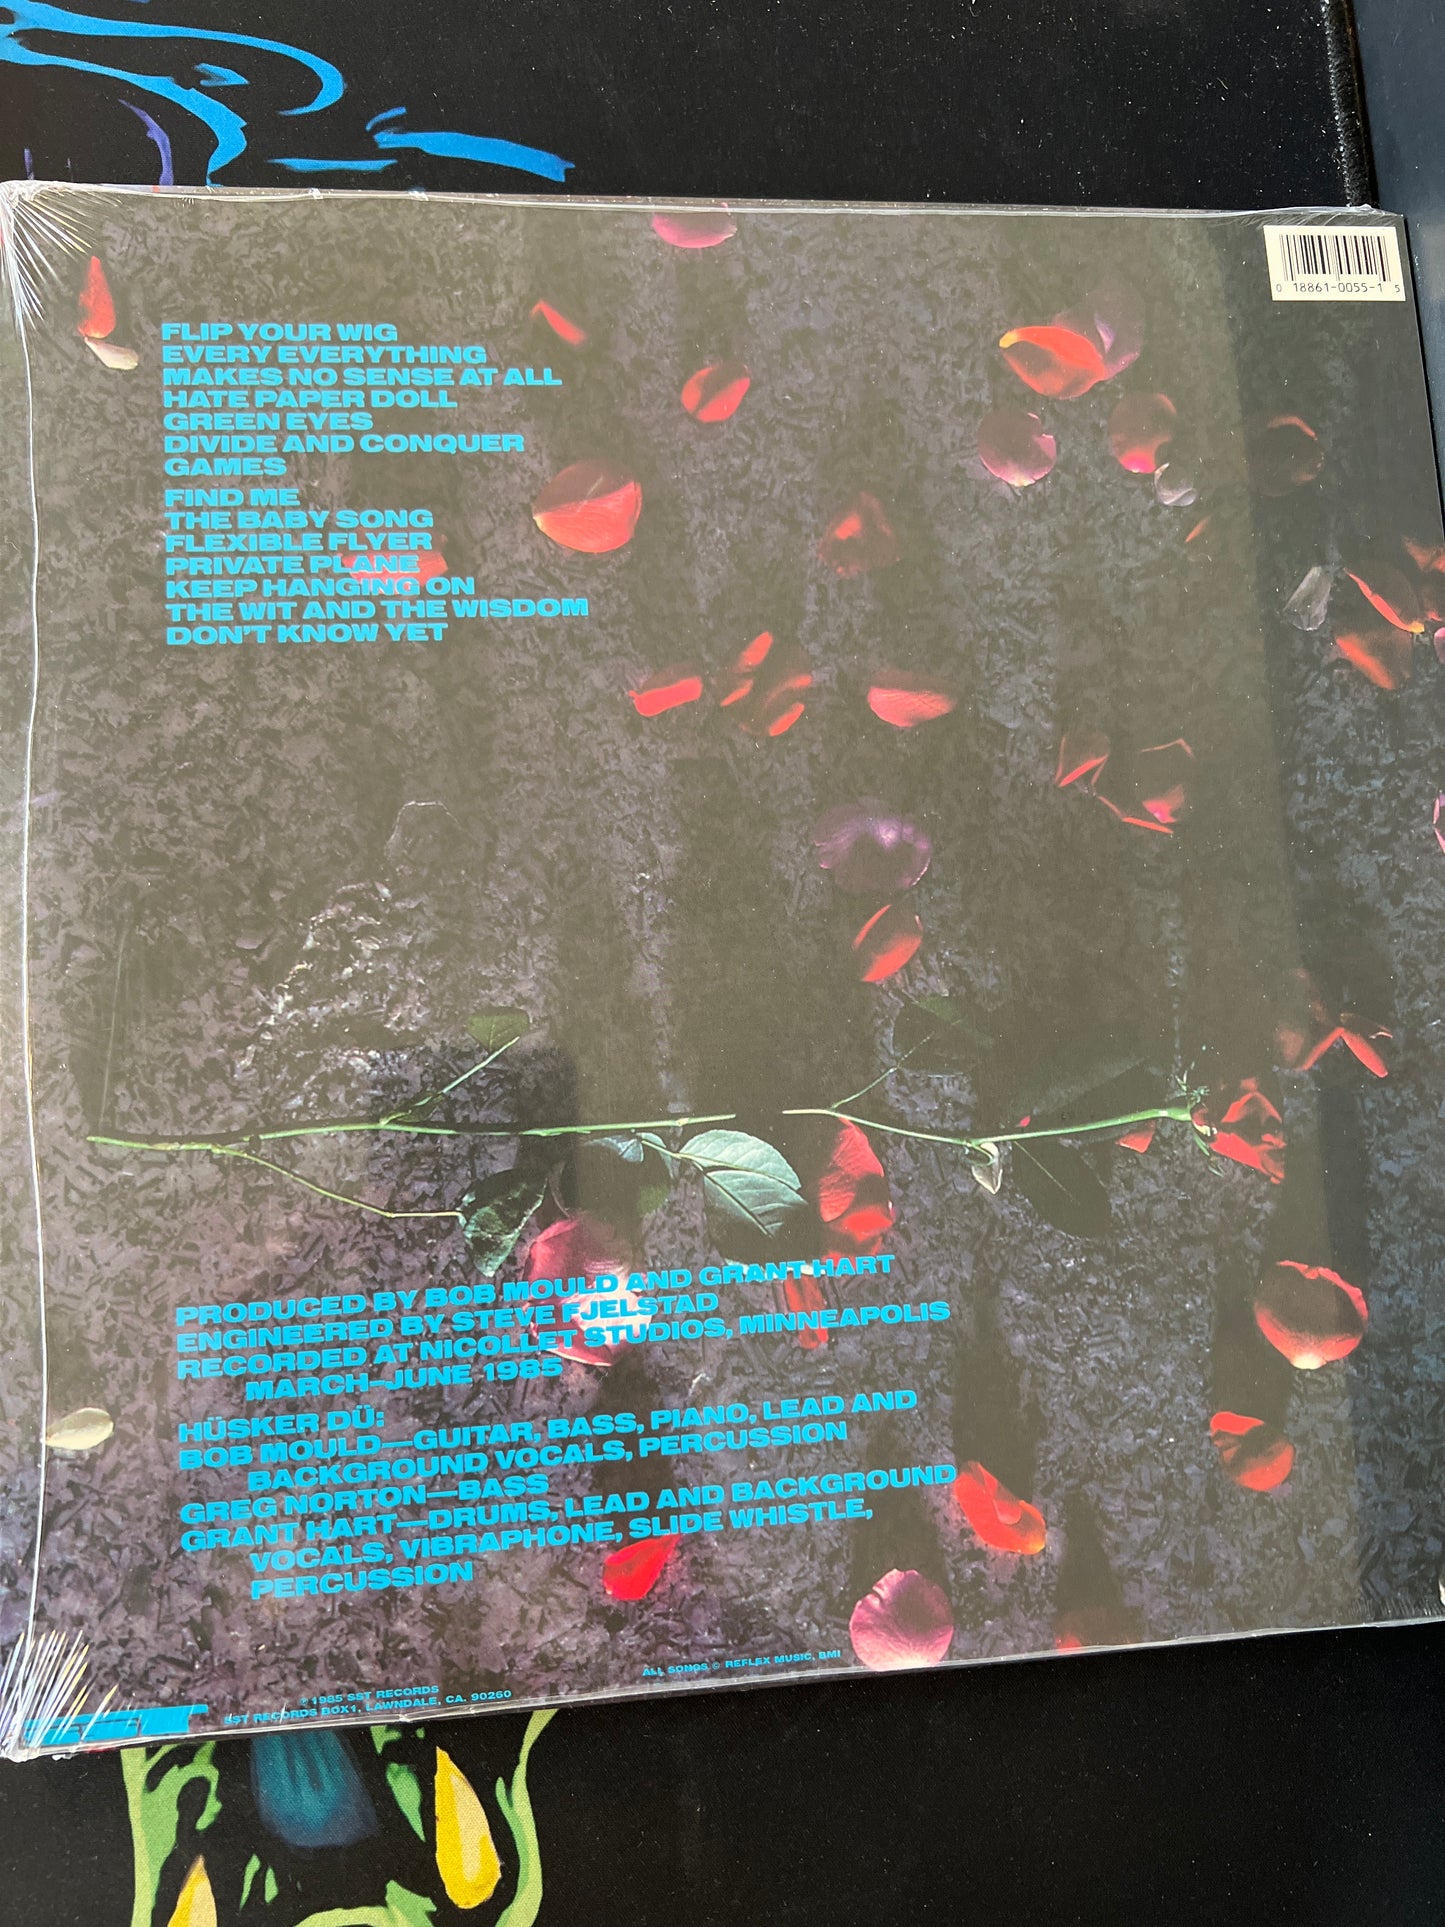 0 18861-0055-1 5
FLIP YOUR WIG
EVERY EVERYTHING
MAKES NO SENSE AT ALL
HATE PAPER DOLL
GREEN EYES
DIVIDE AND CONQUER
GAMES
FIND ME
THE BABY SONG
FLEXIBLE FLYER
PRIVATE PLANE
KEEP HANGING ON
THE WIT AND THE WISDOM
DON'T KNOW YET
PRODUCED BY BOB MOULD AND GRANT HART
ENGINEERED BY STEVE FJELSTAD
RECORDED AT NICOLLET STUDIOS, MINNEAPOLIS
MARCH–JUNE 1985
HÜSKER DÜ:
BOB MOULD—GUITAR, BASS, PIANO, LEAD AND
BACKGROUND VOCALS, PERCUSSION
GREG NORTON—BASS
GRANT HART—DRUMS, LEAD AND BACKGROUND
VOCALS, VIBRAPHONE, SLIDE WHISTLE,
PERCUSSION
ALL SONGS © REFLEX MUSIC, BMI
℗ 1985 SST RECORDS
SST RECORDS BOX1, LAWNDALE, CA. 90260